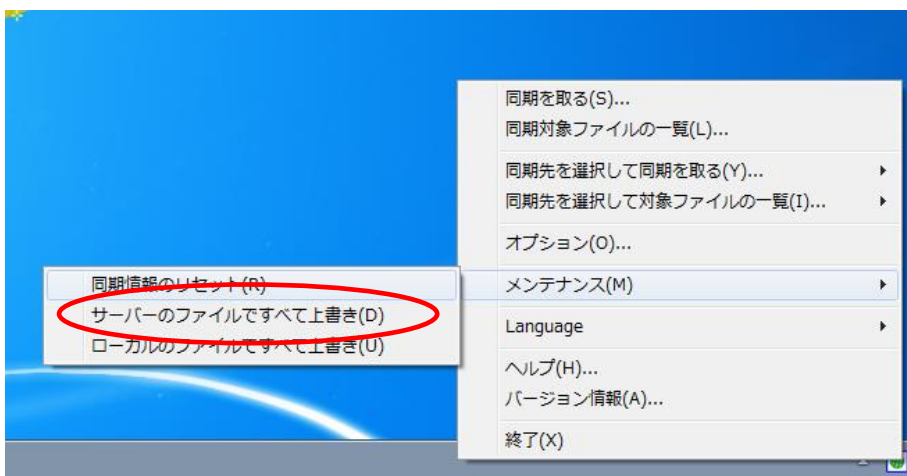 同期を取る(S)...
同期対象ファイルの一覧(L)...
同期先を選択して同期を取る(Y)...
同期先を選択して対象ファイルの一覧(I)...
オプション(O)...
メンテナンス(M)
Language
ヘルプ(H)...
バージョン情報(A)...
終了(X)
同期情報のリセット(R)
サーバーのファイルですべて上書き(D)
ローカルのファイルですべて上書き(U)